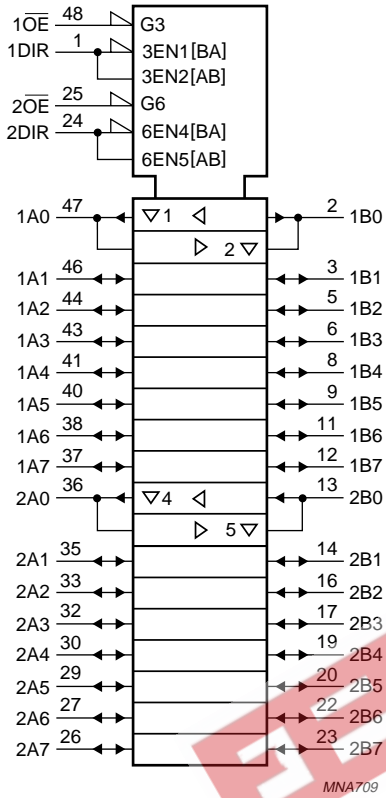 1O̅E̅ 48 G3
1DIR 1 3EN1[BA]
3EN2[AB]
2O̅E̅ 25 G6
2DIR 24 6EN4[BA]
6EN5[AB]
1A0 47 ▽1 ◁ 2 1B0
▷ 2▽
1A1 46 3 1B1
1A2 44 5 1B2
1A3 43 6 1B3
1A4 41 8 1B4
1A5 40 9 1B5
1A6 38 11 1B6
1A7 37 12 1B7
2A0 36 ▽4 ◁ 13 2B0
▷ 5▽
2A1 35 14 2B1
2A2 33 16 2B2
2A3 32 17 2B3
2A4 30 19 2B4
2A5 29 20 2B5
2A6 27 22 2B6
2A7 26 23 2B7
MNA709